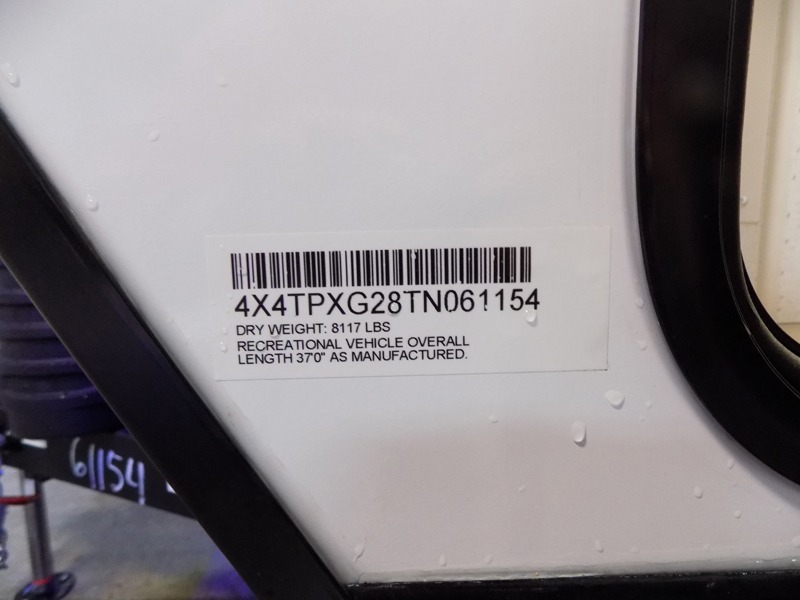 4X4TPXG28TN061154
DRY WEIGHT: 8117 LBS
RECREATIONAL VEHICLE OVERALL
LENGTH 37'0" AS MANUFACTURED.
61154